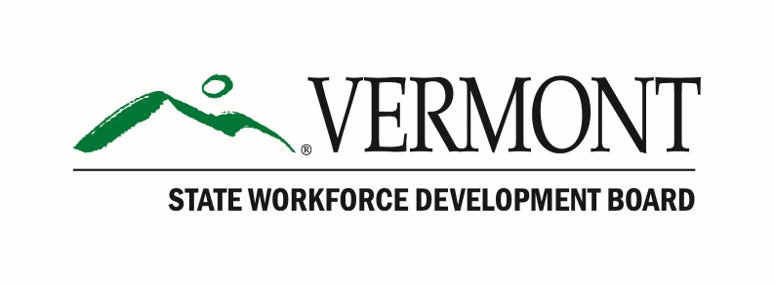 ® VERMONT
STATE WORKFORCE DEVELOPMENT BOARD